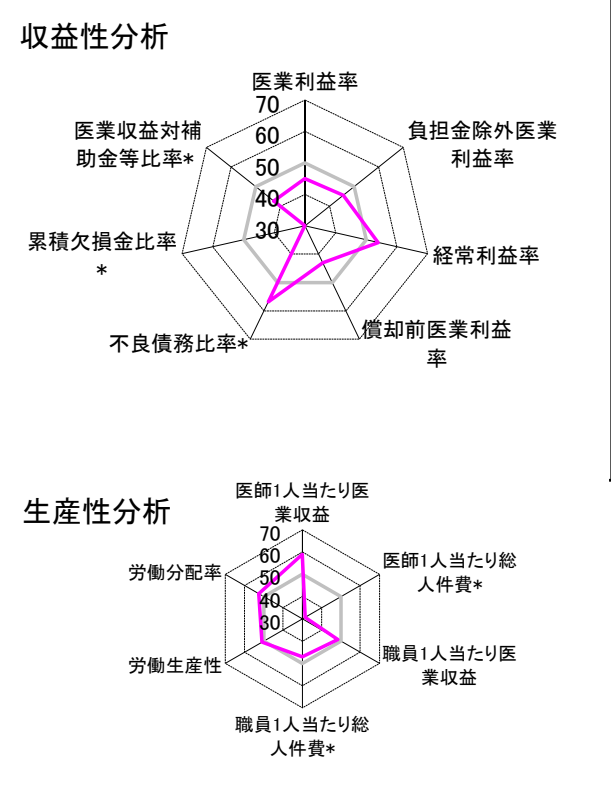 収益性分析
医業利益率
70
60
50
40
30
負担金除外医業
利益率
経常利益率
償却前医業利益
率
不良債務比率*
累積欠損金比率
*
医業収益対補
助金等比率*
生産性分析
医師1人当たり医
業収益
70
60
50
40
30
医師1人当たり総
人件費*
職員1人当たり医
業収益
職員1人当たり総
人件費*
労働生産性
労働分配率